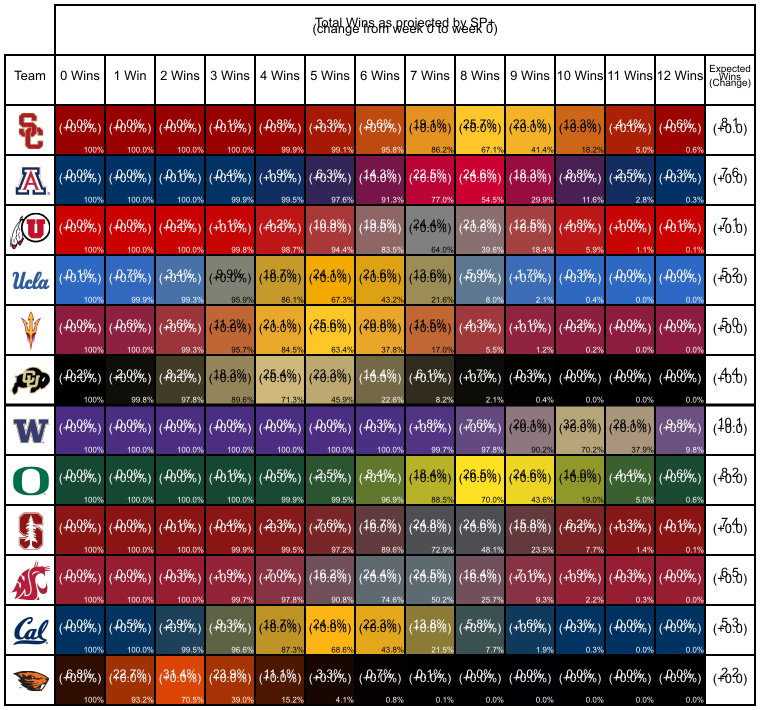 Total Wins as projected by SP+
(change from week 0 to week 0)
Team 0 Wins 1 Win 2 Wins 3 Wins 4 Wins 5 Wins 6 Wins 7 Wins 8 Wins 9 Wins 10 Wins 11 Wins 12 Wins Expected Wins (Change)
SC 0.0% 0.0% 0.0% 0.1% 0.8% 3.3% 9.6% 19.1% 25.7% 23.1% 13.3% 4.4% 0.6% 8.1
(+0.0%) (+0.0%) (+0.0%) (+0.0%) (+0.0%) (+0.0%) (+0.0%) (+0.0%) (+0.0%) (+0.0%) (+0.0%) (+0.0%) (+0.0%) (+0.0)
100% 100.0% 100.0% 100.0% 99.9% 99.1% 95.8% 86.2% 67.1% 41.4% 18.2% 5.0% 0.6%
A 0.0% 0.0% 0.1% 0.4% 1.9% 6.3% 14.3% 22.5% 24.6% 18.3% 8.8% 2.5% 0.3% 7.6
(+0.0%) (+0.0%) (+0.0%) (+0.0%) (+0.0%) (+0.0%) (+0.0%) (+0.0%) (+0.0%) (+0.0%) (+0.0%) (+0.0%) (+0.0%) (+0.0)
100% 100.0% 100.0% 99.9% 99.5% 97.6% 91.3% 77.0% 54.5% 29.9% 11.6% 2.8% 0.3%
U 0.0% 0.0% 0.2% 1.1% 4.2% 10.9% 19.5% 24.4% 21.2% 12.5% 4.8% 1.0% 0.1% 7.1
(+0.0%) (+0.0%) (+0.0%) (+0.0%) (+0.0%) (+0.0%) (+0.0%) (+0.0%) (+0.0%) (+0.0%) (+0.0%) (+0.0%) (+0.0%) (+0.0)
100% 100.0% 100.0% 99.8% 98.7% 94.4% 83.5% 64.0% 39.6% 18.4% 5.9% 1.1% 0.1%
Ucla 0.1% 0.7% 3.4% 9.9% 18.7% 24.1% 21.6% 13.6% 5.9% 1.7% 0.3% 0.0% 0.0% 5.2
(+0.0%) (+0.0%) (+0.0%) (+0.0%) (+0.0%) (+0.0%) (+0.0%) (+0.0%) (+0.0%) (+0.0%) (+0.0%) (+0.0%) (+0.0%) (+0.0)
100% 99.9% 99.3% 95.9% 86.1% 67.3% 43.2% 21.6% 8.0% 2.1% 0.4% 0.0% 0.0%
0.0% 0.6% 3.6% 11.2% 21.1% 25.6% 20.8% 11.5% 4.3% 1.1% 0.2% 0.0% 0.0% 5.0
(+0.0%) (+0.0%) (+0.0%) (+0.0%) (+0.0%) (+0.0%) (+0.0%) (+0.0%) (+0.0%) (+0.0%) (+0.0%) (+0.0%) (+0.0%) (+0.0)
100% 100.0% 99.3% 95.7% 84.5% 63.4% 37.8% 17.0% 5.5% 1.2% 0.2% 0.0% 0.0%
CU 0.2% 2.0% 8.2% 18.3% 25.4% 23.3% 14.4% 6.1% 1.7% 0.3% 0.0% 0.0% 0.0% 4.4
(+0.0%) (+0.0%) (+0.0%) (+0.0%) (+0.0%) (+0.0%) (+0.0%) (+0.0%) (+0.0%) (+0.0%) (+0.0%) (+0.0%) (+0.0%) (+0.0)
100% 99.8% 97.8% 89.6% 71.3% 45.9% 22.6% 8.2% 2.1% 0.4% 0.0% 0.0% 0.0%
W 0.0% 0.0% 0.0% 0.0% 0.0% 0.0% 0.3% 1.8% 7.6% 20.1% 32.3% 28.1% 9.8% 10.1
(+0.0%) (+0.0%) (+0.0%) (+0.0%) (+0.0%) (+0.0%) (+0.0%) (+0.0%) (+0.0%) (+0.0%) (+0.0%) (+0.0%) (+0.0%) (+0.0)
100% 100.0% 100.0% 100.0% 100.0% 100.0% 100.0% 99.7% 97.8% 90.2% 70.2% 37.9% 9.8%
O 0.0% 0.0% 0.0% 0.1% 0.5% 2.5% 8.4% 18.4% 26.5% 24.6% 14.0% 4.4% 0.6% 8.2
(+0.0%) (+0.0%) (+0.0%) (+0.0%) (+0.0%) (+0.0%) (+0.0%) (+0.0%) (+0.0%) (+0.0%) (+0.0%) (+0.0%) (+0.0%) (+0.0)
100% 100.0% 100.0% 100.0% 99.9% 99.5% 96.9% 88.5% 70.0% 43.6% 19.0% 5.0% 0.6%
S 0.0% 0.0% 0.1% 0.4% 2.3% 7.6% 16.7% 24.8% 24.6% 15.8% 6.2% 1.3% 0.1% 7.4
(+0.0%) (+0.0%) (+0.0%) (+0.0%) (+0.0%) (+0.0%) (+0.0%) (+0.0%) (+0.0%) (+0.0%) (+0.0%) (+0.0%) (+0.0%) (+0.0)
100% 100.0% 100.0% 99.9% 99.5% 97.2% 89.6% 72.9% 48.1% 23.5% 7.7% 1.4% 0.1%
WSC 0.0% 0.0% 0.3% 1.9% 7.0% 16.2% 24.4% 24.5% 16.4% 7.1% 1.9% 0.3% 0.0% 6.5
(+0.0%) (+0.0%) (+0.0%) (+0.0%) (+0.0%) (+0.0%) (+0.0%) (+0.0%) (+0.0%) (+0.0%) (+0.0%) (+0.0%) (+0.0%) (+0.0)
100% 100.0% 100.0% 99.7% 97.8% 90.8% 74.6% 50.2% 25.7% 9.3% 2.2% 0.3% 0.0%
Cal 0.0% 0.5% 2.9% 9.3% 18.7% 24.8% 22.3% 13.8% 5.8% 1.6% 0.3% 0.0% 0.0% 5.3
(+0.0%) (+0.0%) (+0.0%) (+0.0%) (+0.0%) (+0.0%) (+0.0%) (+0.0%) (+0.0%) (+0.0%) (+0.0%) (+0.0%) (+0.0%) (+0.0)
100% 100.0% 99.5% 96.6% 87.3% 68.6% 43.8% 21.5% 7.7% 1.9% 0.3% 0.0% 0.0%
6.8% 22.7% 31.4% 23.8% 11.1% 3.3% 0.7% 0.1% 0.0% 0.0% 0.0% 0.0% 0.0% 2.2
(+0.0%) (+0.0%) (+0.0%) (+0.0%) (+0.0%) (+0.0%) (+0.0%) (+0.0%) (+0.0%) (+0.0%) (+0.0%) (+0.0%) (+0.0%) (+0.0)
100% 93.2% 70.5% 39.0% 15.2% 4.1% 0.8% 0.1% 0.0% 0.0% 0.0% 0.0% 0.0%